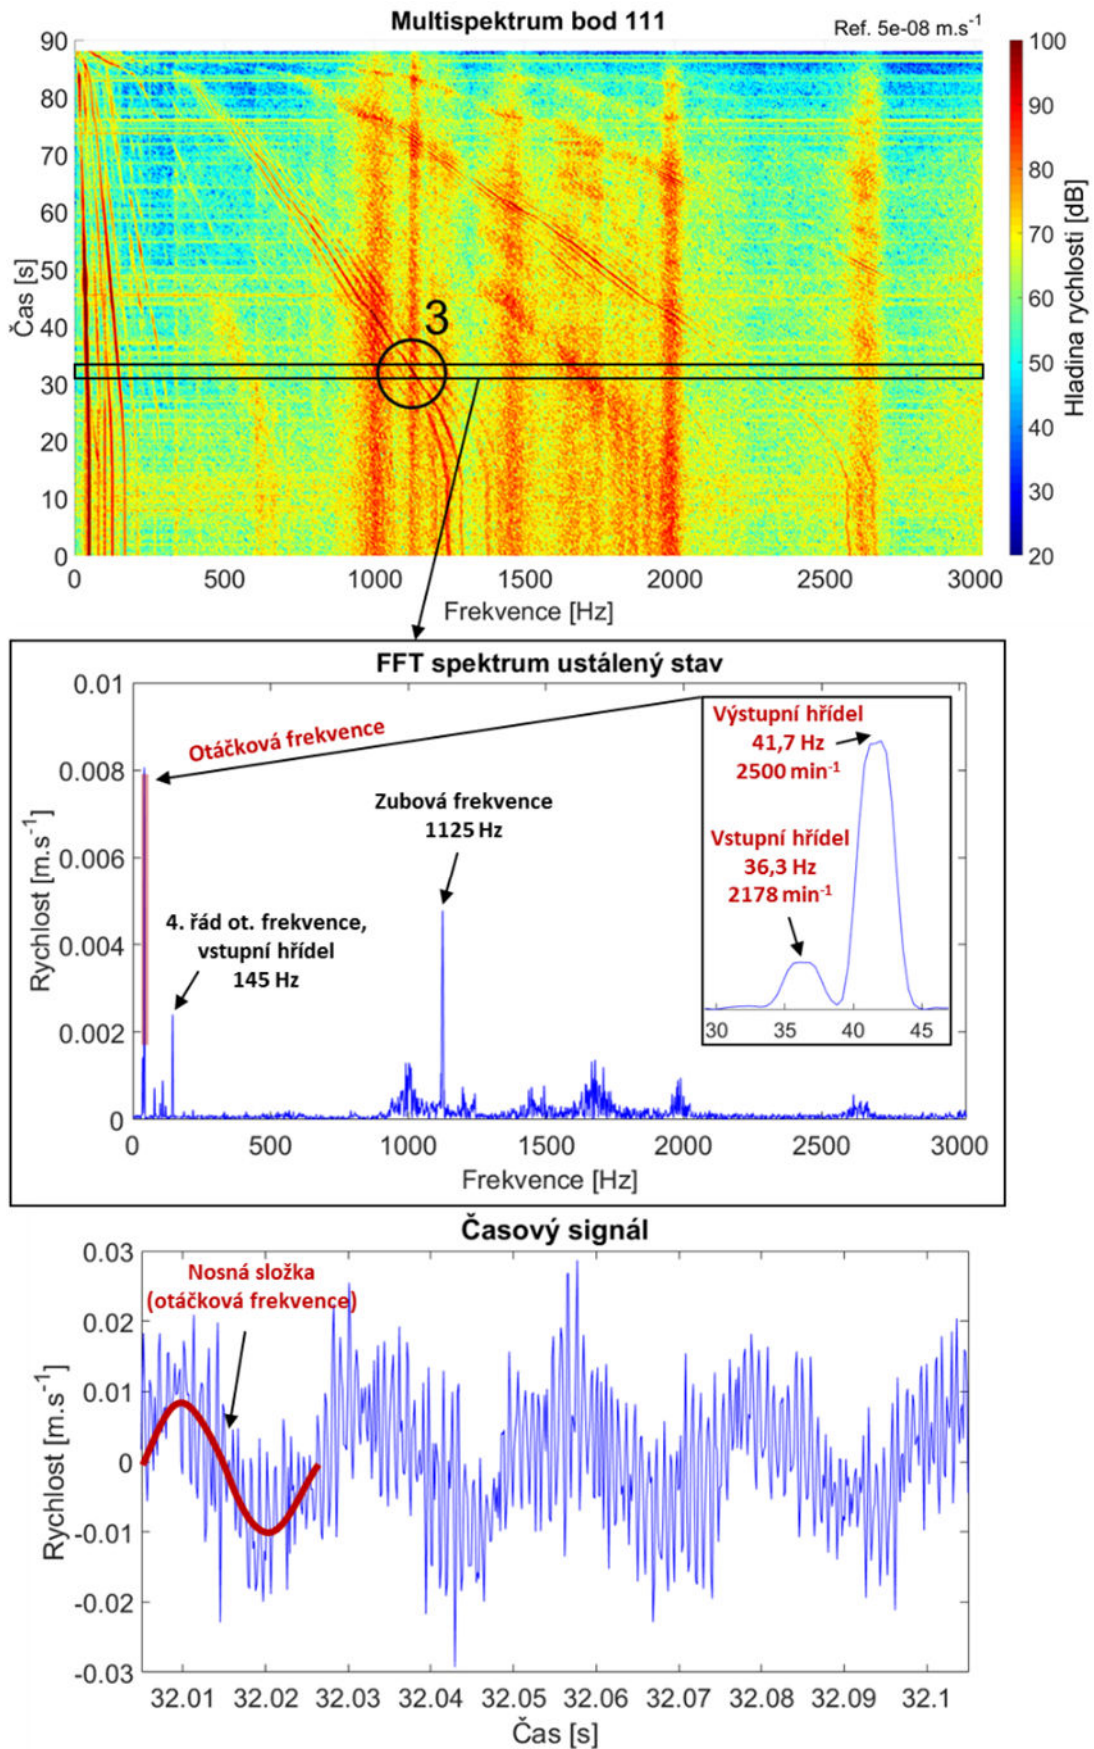 Multispektrum bod 111
Ref. 5e-08 m.s⁻¹
90
80
70
60
50
40
30
20
10
0
Čas [s]
3
0 500 1000 1500 2000 2500 3000
Frekvence [Hz]
100
90
80
70
60
50
40
30
20
Hladina rychlosti [dB]
FFT spektrum ustálený stav
0.01
0.008
0.006
0.004
0.002
0
Rychlost [m.s⁻¹]
Otáčková frekvence
Zubová frekvence
1125 Hz
4. řád ot. frekvence,
vstupní hřídel
145 Hz
Výstupní hřídel
41,7 Hz
2500 min⁻¹
Vstupní hřídel
36,3 Hz
2178 min⁻¹
30 35 40 45
0 500 1000 1500 2000 2500 3000
Frekvence [Hz]
Časový signál
0.03
0.02
0.01
0
-0.01
-0.02
-0.03
Rychlost [m.s⁻¹]
Nosná složka
(otáčková frekvence)
32.01 32.02 32.03 32.04 32.05 32.06 32.07 32.08 32.09 32.1
Čas [s]